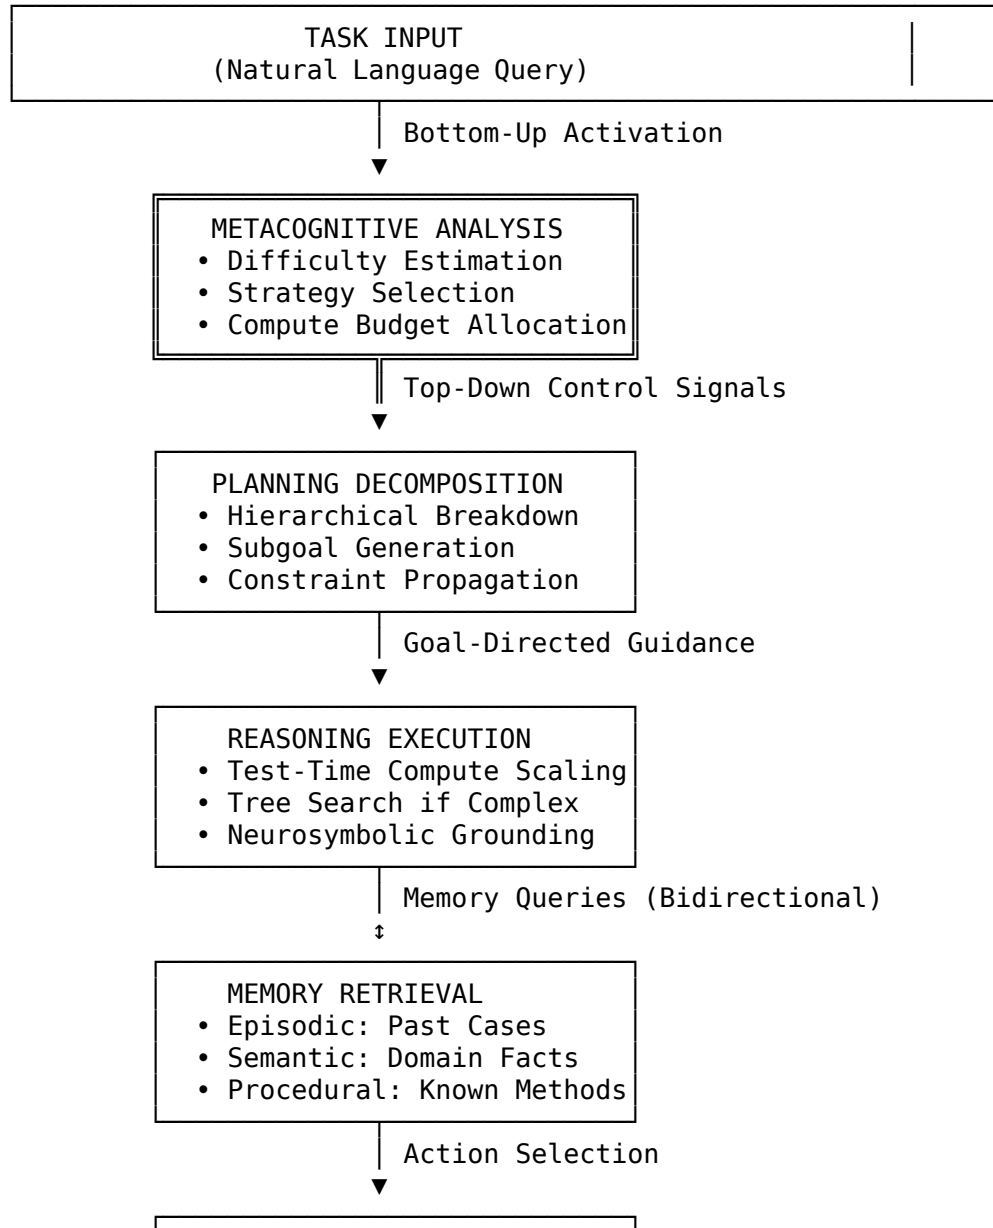 TASK INPUT
(Natural Language Query)
Bottom-Up Activation
METACOGNITIVE ANALYSIS
• Difficulty Estimation
• Strategy Selection
• Compute Budget Allocation
Top-Down Control Signals
PLANNING DECOMPOSITION
• Hierarchical Breakdown
• Subgoal Generation
• Constraint Propagation
Goal-Directed Guidance
REASONING EXECUTION
• Test-Time Compute Scaling
• Tree Search if Complex
• Neurosymbolic Grounding
Memory Queries (Bidirectional)
MEMORY RETRIEVAL
• Episodic: Past Cases
• Semantic: Domain Facts
• Procedural: Known Methods
Action Selection